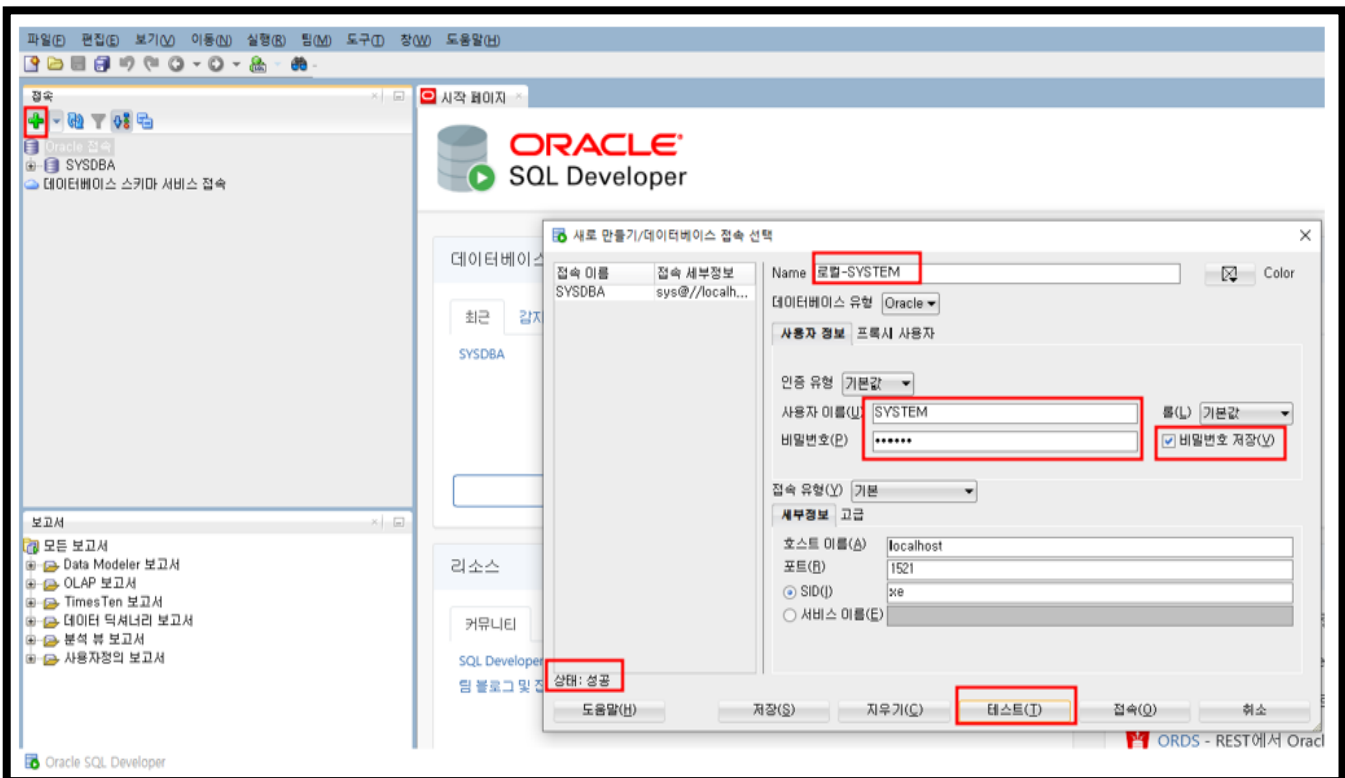 파일(F) 편집(E) 보기(V) 이동(N) 실행(R) 팀(M) 도구(T) 창(W) 도움말(H)
접속
Oracle 접속
SYSDBA
데이터베이스 스키마 서비스 접속
시작 페이지
ORACLE
SQL Developer
데이터베이스
최근 감지
SYSDBA
리소스
커뮤니티
SQL Developer
팀 블로그 및
새로 만들기/데이터베이스 접속 선택
접속 이름 접속 세부정보
SYSDBA sys@//localh...
Name 로컬-SYSTEM Color
데이터베이스 유형 Oracle
사용자 정보 프록시 사용자
인증 유형 기본값
사용자 이름(U) SYSTEM 롤(L) 기본값
비밀번호(P) •••••• 비밀번호 저장(V)
접속 유형(Y) 기본
세부정보 고급
호스트 이름(A) localhost
포트(R) 1521
SID(I) xe
서비스 이름(E)
상태: 성공
도움말(H) 저장(S) 지우기(C) 테스트(T) 접속(O) 취소
ORDS - REST에서 Oracl
보고서
모든 보고서
Data Modeler 보고서
OLAP 보고서
TimesTen 보고서
데이터 딕셔너리 보고서
분석 뷰 보고서
사용자정의 보고서
Oracle SQL Developer